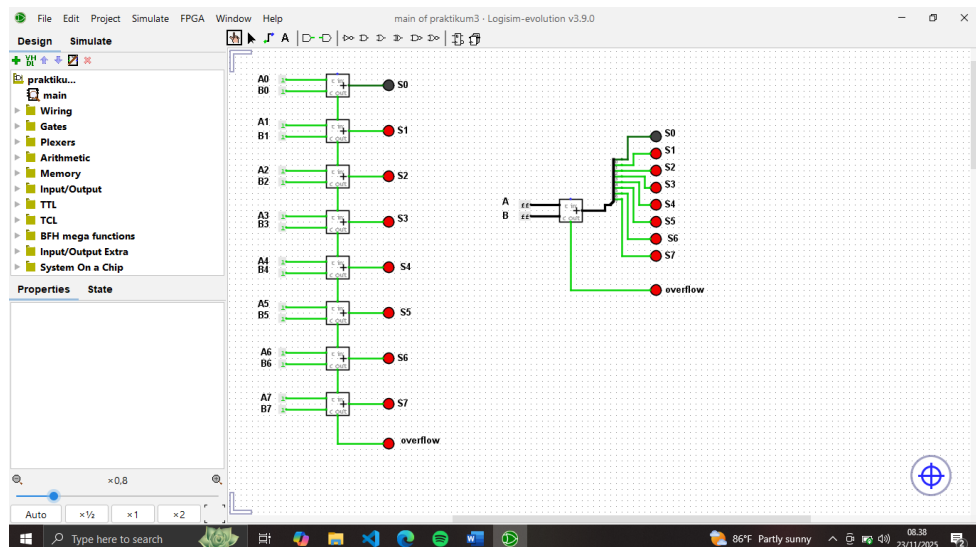 File Edit Project Simulate FPGA Window Help main of praktikum3 · Logisim-evolution v3.9.0
Design Simulate
A
praktiku...
main
Wiring
Gates
Plexers
Arithmetic
Memory
Input/Output
TTL
TCL
BFH mega functions
Input/Output Extra
System On a Chip
Properties State
×0,8
Auto ×½ ×1 ×2
A0
B0
S0
A1
B1
S1
A2
B2
S2
A3
B3
S3
A4
B4
S4
A5
B5
S5
A6
B6
S6
A7
B7
S7
overflow
A
B
S0
S1
S2
S3
S4
S5
S6
S7
overflow
Type here to search
86°F Partly sunny
08.38
23/11/2025